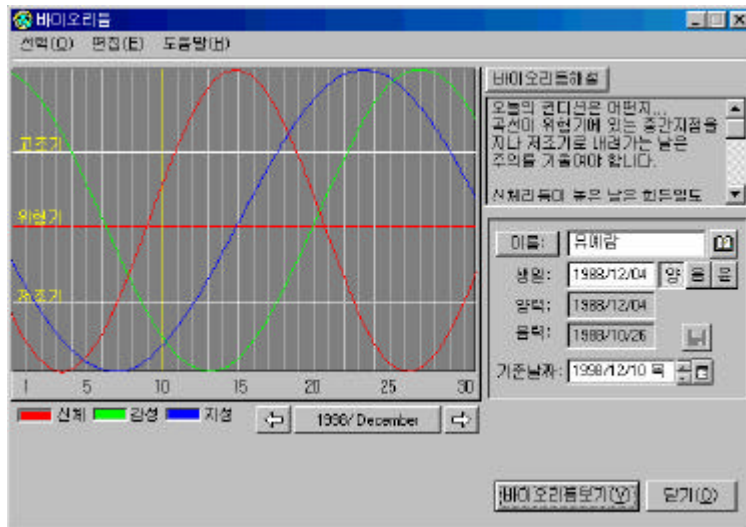 바이오리듬
선택(O) 편집(E) 도움말(H)
고조기
위험기
저조기
1 5 10 15 20 25 30
신체 감성 지성
1998/ December
바이오리듬해설
오늘의 컨디션은 어떤지...
곡선이 위험기에 있는 중간지점을
지나 저조기로 내려가는 날은
주의를 기울여야 합니다.
신체리듬이 높은 날은 힘든일도
이름: 유예람
생일: 1988/12/04 양 음 윤
양력: 1988/12/04
음력: 1988/10/26
기준날짜: 1998/12/10 목
바이오리듬보기(V) 닫기(D)